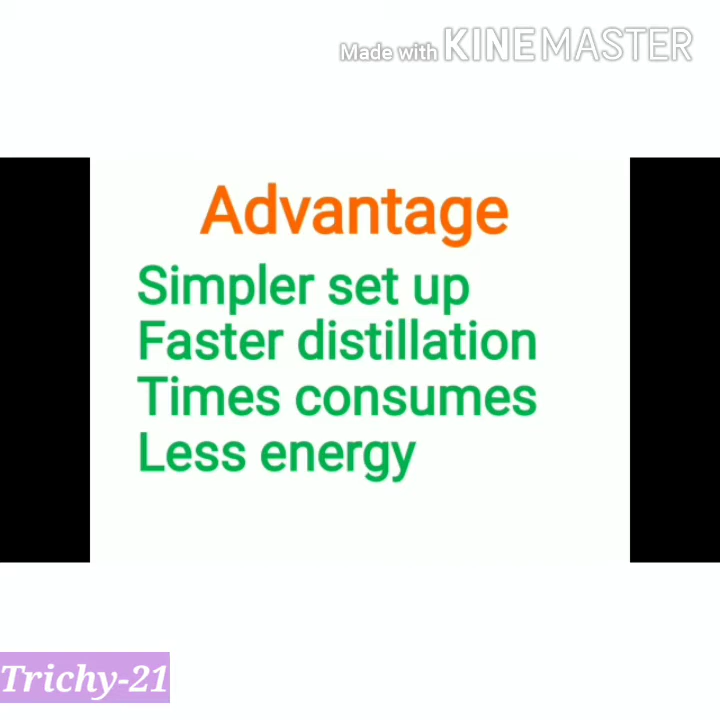 Made with KINEMASTER
Advantage
Simpler set up
Faster distillation
Times consumes
Less energy
Trichy-21